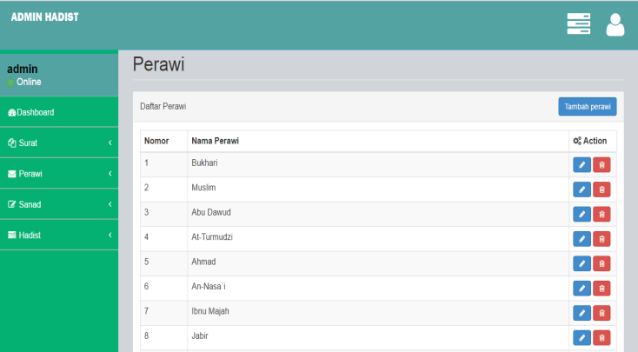 ADMIN HADIST
admin
Online
Dashboard
Surat
Perawi
Sanad
Hadist
Perawi
Daftar Perawi
Tambah perawi
Nomor Nama Perawi Action
1 Bukhari
2 Muslim
3 Abu Dawud
4 At-Turmudzi
5 Ahmad
6 An-Nasa`i
7 Ibnu Majah
8 Jabir